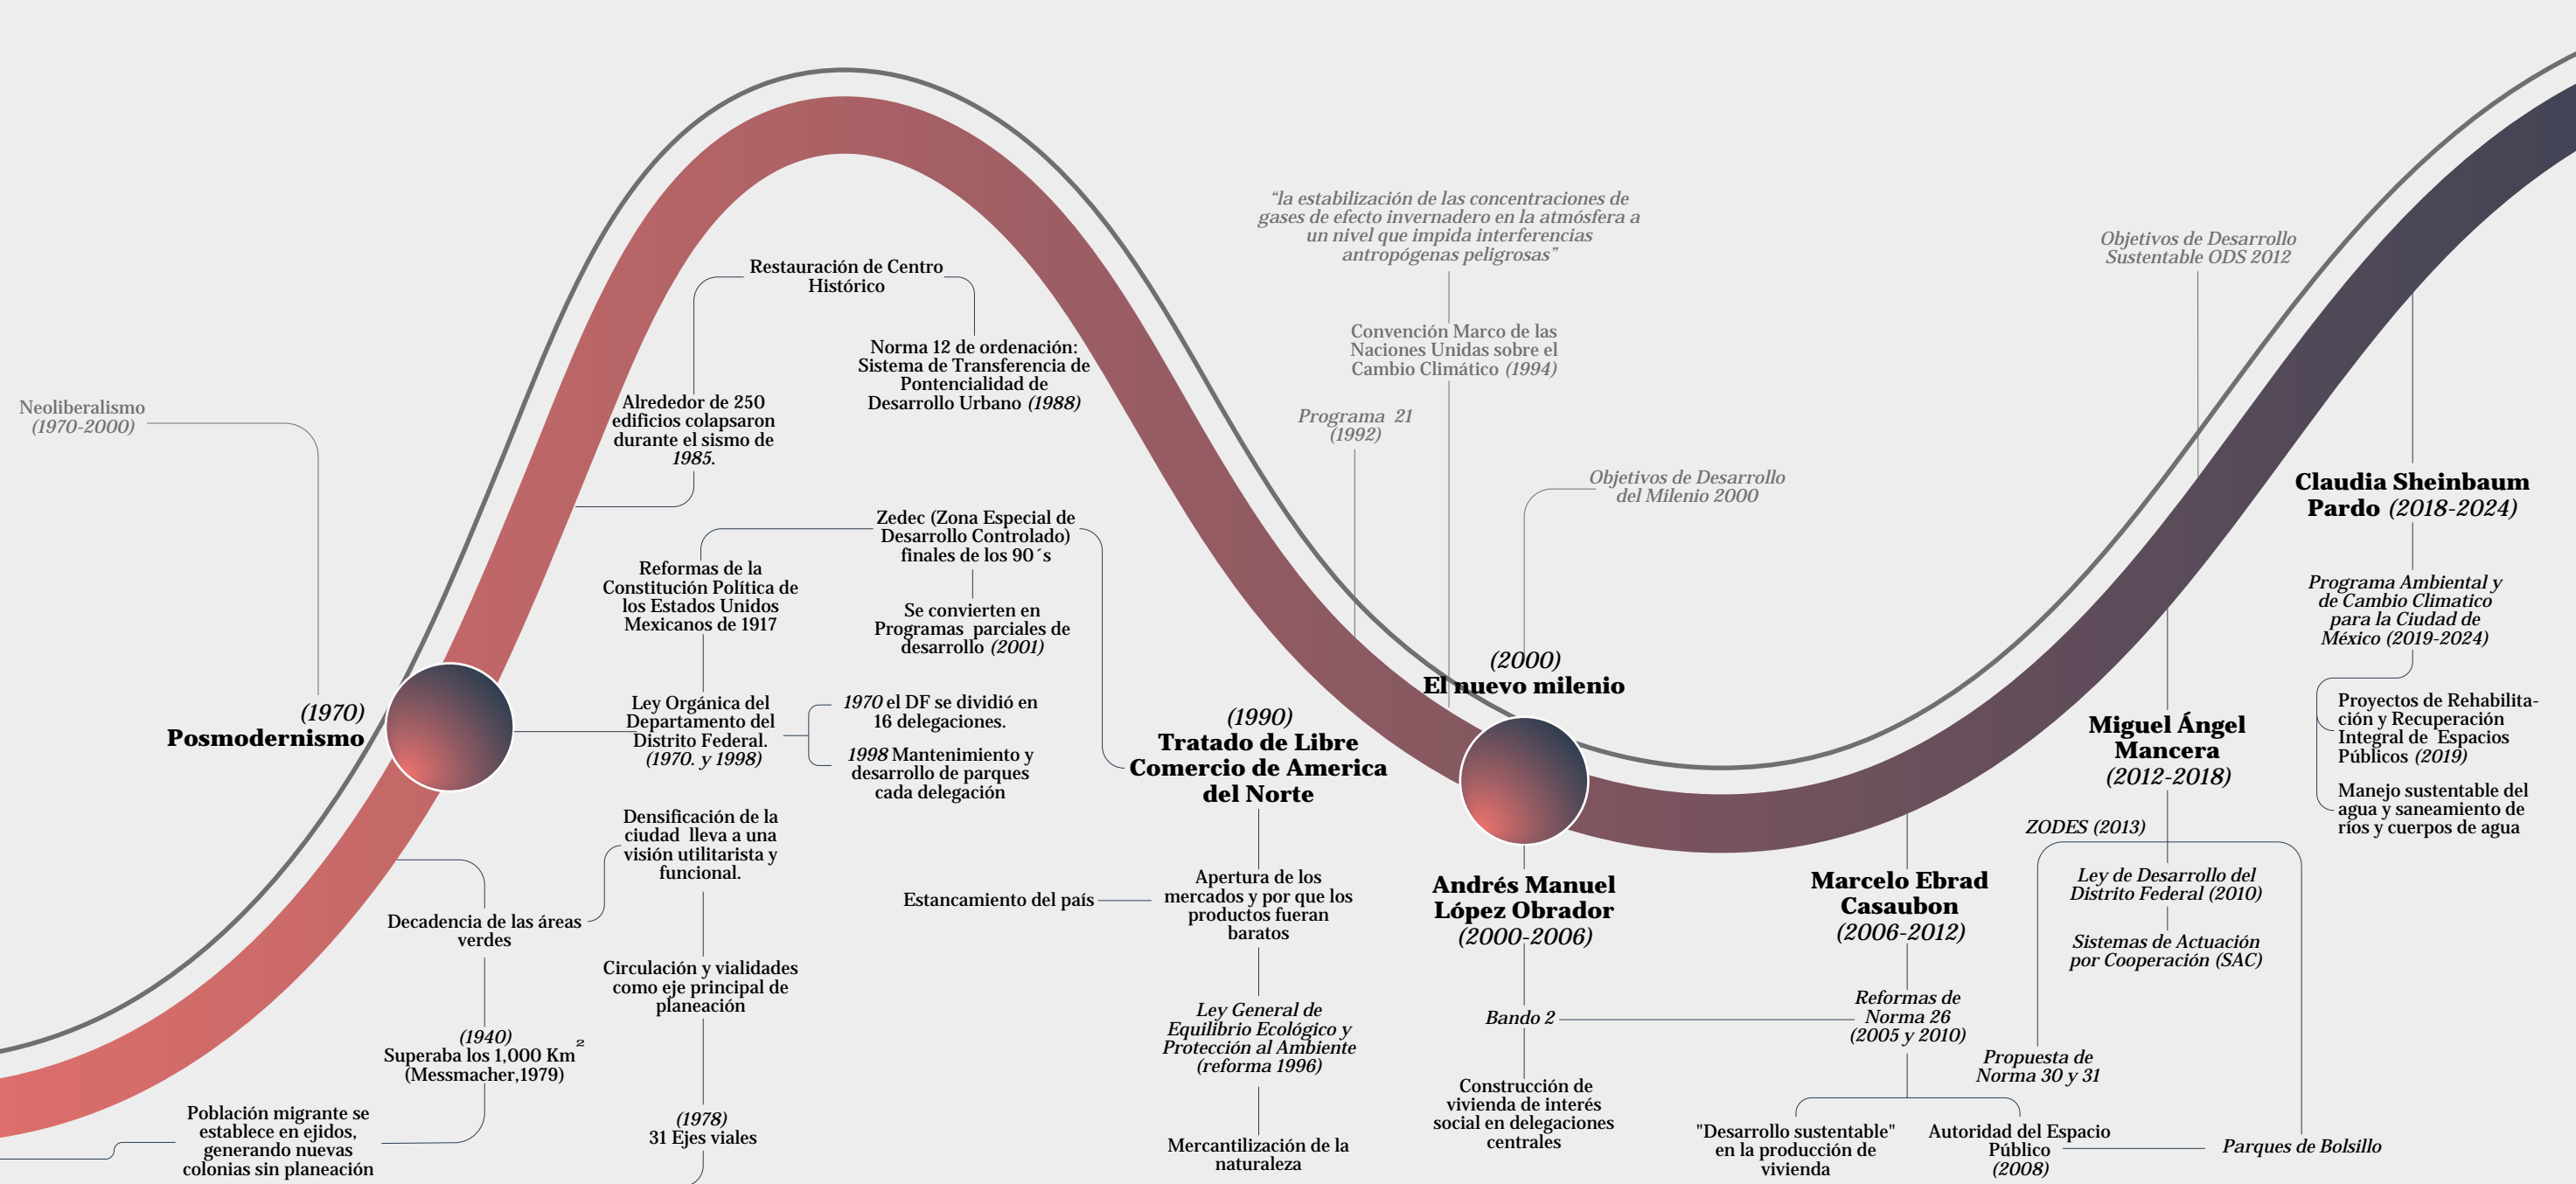 Neoliberalismo
(1970-2000)
(1970)
Posmodernismo
Restauración de Centro
Histórico
Norma 12 de ordenación:
Sistema de Transferencia de
Pontencialidad de
Desarrollo Urbano (1988)
Alrededor de 250
edificios colapsaron
durante el sismo de
1985.
Zedec (Zona Especial de
Desarrollo Controlado)
finales de los 90´s
Se convierten en
Programas parciales de
desarrollo (2001)
Reformas de la
Constitución Política de
los Estados Unidos
Mexicanos de 1917
Ley Orgánica del
Departamento del
Distrito Federal.
(1970. y 1998)
1970 el DF se dividió en
16 delegaciones.
1998 Mantenimiento y
desarrollo de parques
cada delegación
Densificación de la
ciudad lleva a una
visión utilitarista y
funcional.
Decadencia de las áreas
verdes
Circulación y vialidades
como eje principal de
planeación
(1940)
Superaba los 1,000 Km²
(Messmacher,1979)
Población migrante se
establece en ejidos,
generando nuevas
colonias sin planeación
(1978)
31 Ejes viales
(1990)
Tratado de Libre
Comercio de America
del Norte
Estancamiento del país
Apertura de los
mercados y por que los
productos fueran
baratos
Ley General de
Equilibrio Ecológico y
Protección al Ambiente
(reforma 1996)
Mercantilización de la
naturaleza
“la estabilización de las concentraciones de
gases de efecto invernadero en la atmósfera a
un nivel que impida interferencias
antropógenas peligrosas”
Convención Marco de las
Naciones Unidas sobre el
Cambio Climático (1994)
Programa 21
(1992)
Objetivos de Desarrollo
del Milenio 2000
(2000)
El nuevo milenio
Andrés Manuel
López Obrador
(2000-2006)
Bando 2
Construcción de
vivienda de interés
social en delegaciones
centrales
Marcelo Ebrad
Casaubon
(2006-2012)
Reformas de
Norma 26
(2005 y 2010)
"Desarrollo sustentable"
en la producción de
vivienda
Autoridad del Espacio
Público
(2008)
Objetivos de Desarrollo
Sustentable ODS 2012
Miguel Ángel
Mancera
(2012-2018)
ZODES (2013)
Ley de Desarrollo del
Distrito Federal (2010)
Sistemas de Actuación
por Cooperación (SAC)
Propuesta de
Norma 30 y 31
Parques de Bolsillo
Claudia Sheinbaum
Pardo (2018-2024)
Programa Ambiental y
de Cambio Climatico
para la Ciudad de
México (2019-2024)
Proyectos de Rehabilita-
ción y Recuperación
Integral de Espacios
Públicos (2019)
Manejo sustentable del
agua y saneamiento de
ríos y cuerpos de agua